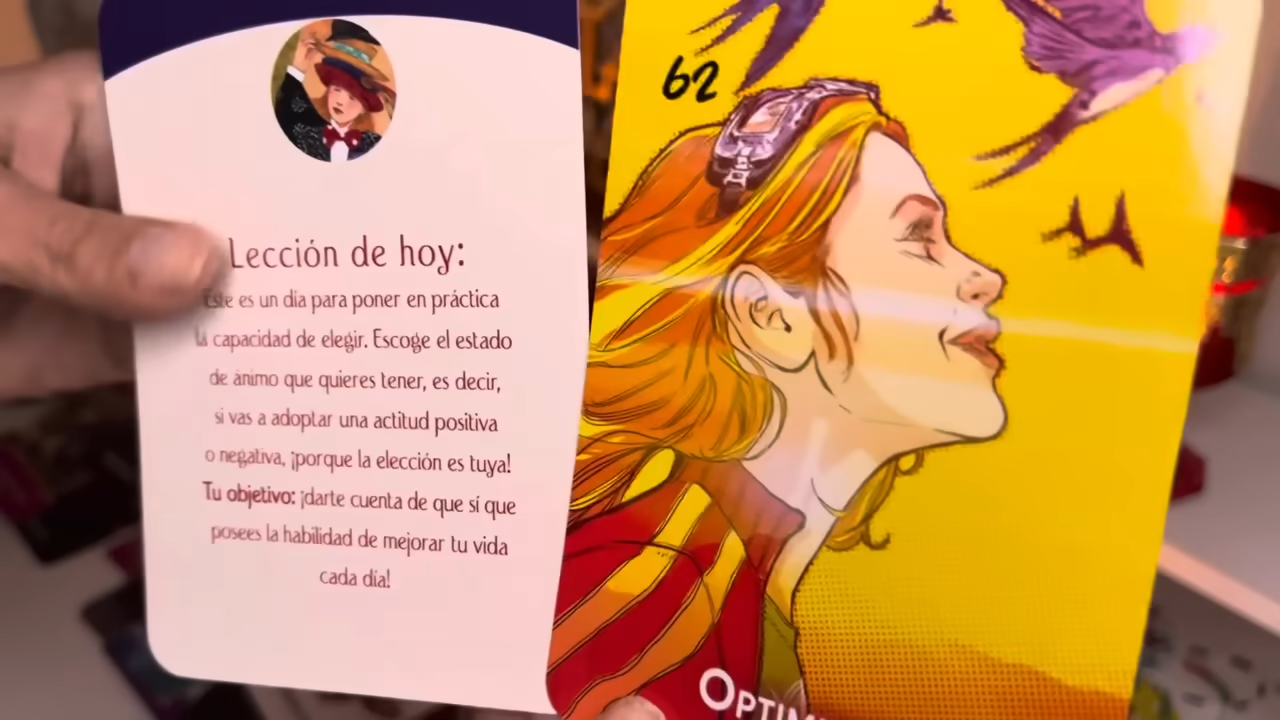 Lección de hoy:
Este es un día para poner en práctica
la capacidad de elegir. Escoge el estado
de ánimo que quieres tener, es decir,
si vas a adoptar una actitud positiva
o negativa, ¡porque la elección es tuya!
Tu objetivo: ¡darte cuenta de que sí que
posees la habilidad de mejorar tu vida
cada día!
62